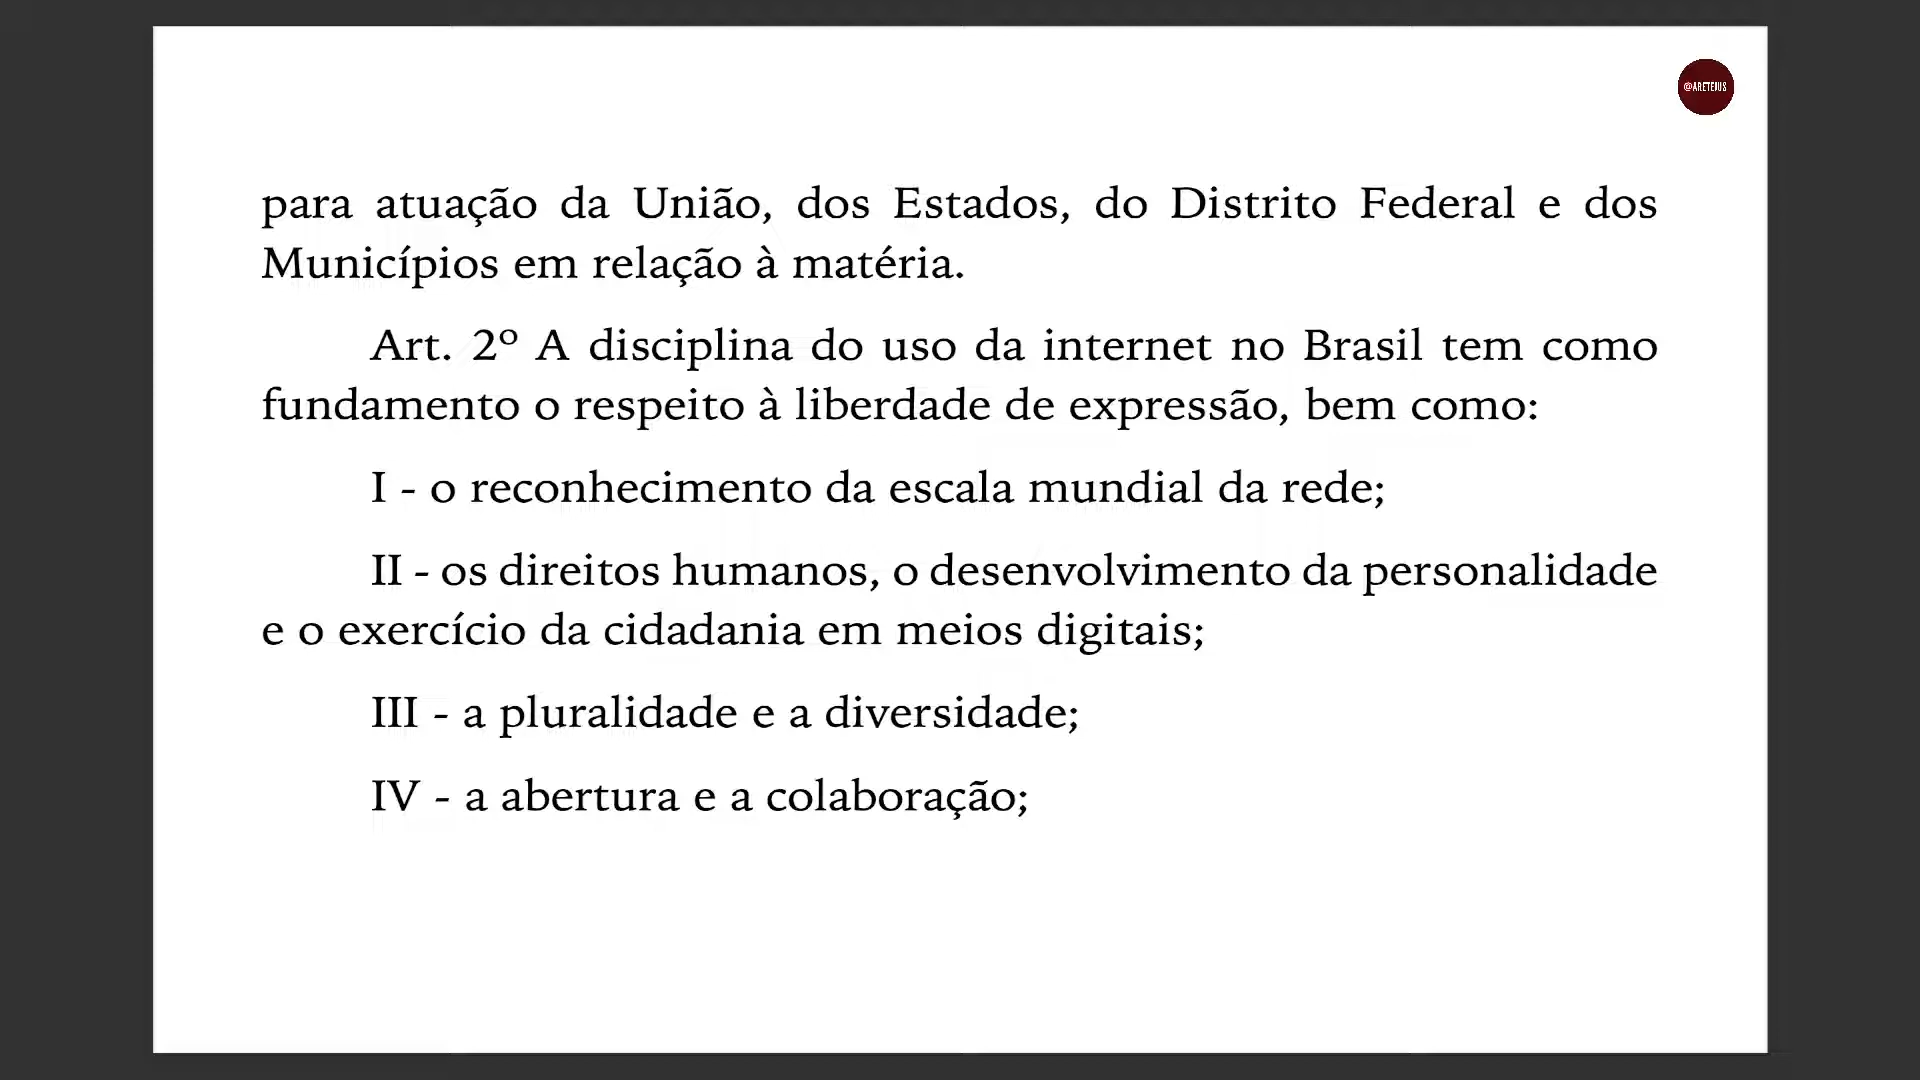 @ARETEJUS
para atuação da União, dos Estados, do Distrito Federal e dos
Municípios em relação à matéria.
Art. 2º A disciplina do uso da internet no Brasil tem como
fundamento o respeito à liberdade de expressão, bem como:
I - o reconhecimento da escala mundial da rede;
II - os direitos humanos, o desenvolvimento da personalidade
e o exercício da cidadania em meios digitais;
III - a pluralidade e a diversidade;
IV - a abertura e a colaboração;